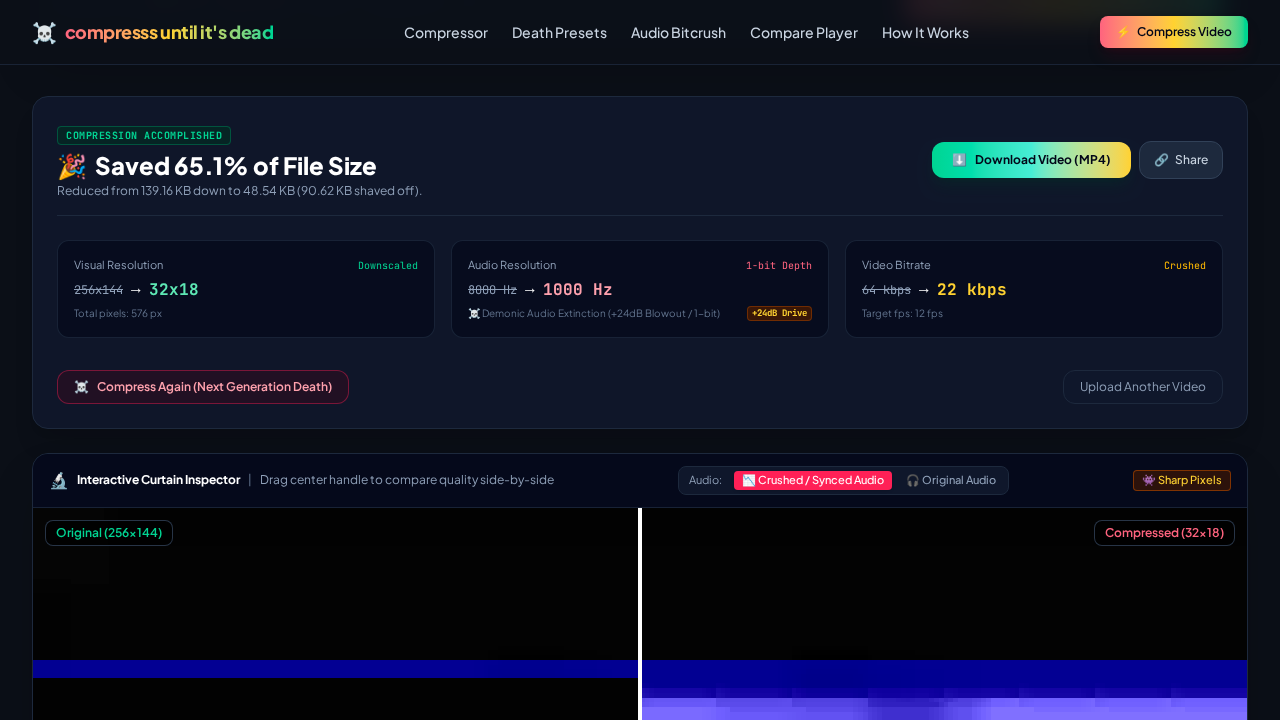 ☠️ compresss until it's dead
Compressor
Death Presets
Audio Bitcrush
Compare Player
How It Works
⚡ Compress Video
COMPRESSION ACCOMPLISHED
🎉 Saved 65.1% of File Size
Reduced from 139.16 KB down to 48.54 KB (90.62 KB shaved off).
⬇️ Download Video (MP4)
🔗 Share
Visual Resolution
Downscaled
256x144 → 32x18
Total pixels: 576 px
Audio Resolution
1-bit Depth
8000 Hz → 1000 Hz
☠️ Demonic Audio Extinction (+24dB Blowout / 1-bit)
+24dB Drive
Video Bitrate
Crushed
64 kbps → 22 kbps
Target fps: 12 fps
☠️ Compress Again (Next Generation Death)
Upload Another Video
🔬 Interactive Curtain Inspector | Drag center handle to compare quality side-by-side
Audio:
📉 Crushed / Synced Audio
🎧 Original Audio
👾 Sharp Pixels
Original (256×144)
Compressed (32×18)